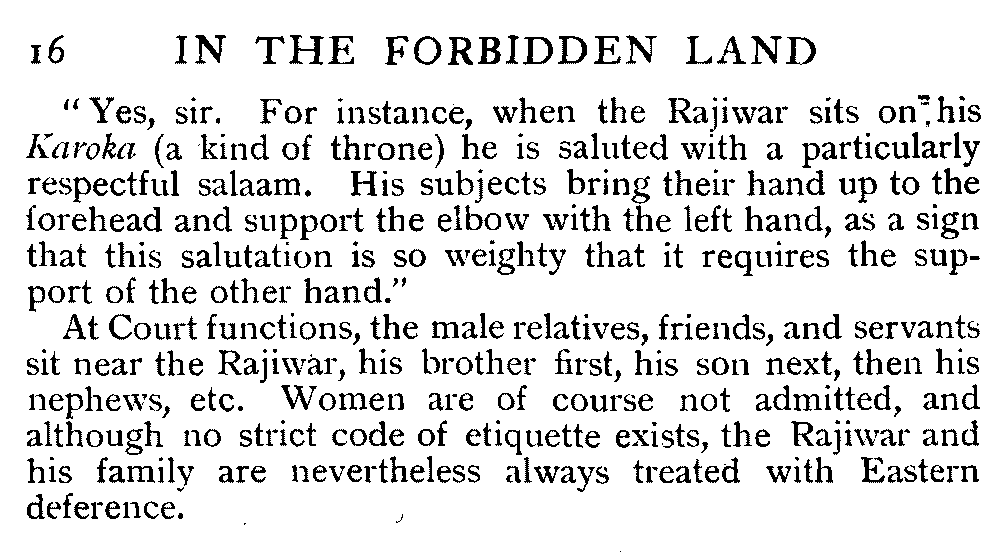 16 IN THE FORBIDDEN LAND
“ Yes, sir. For instance, when the Rajiwar sits on his
Karoka (a kind of throne) he is saluted with a particularly
respectful salaam. His subjects bring their hand up to the
forehead and support the elbow with the left hand, as a sign
that this salutation is so weighty that it requires the sup-
port of the other hand.”
At Court functions, the male relatives, friends, and servants
sit near the Rajiwar, his brother first, his son next, then his
nephews, etc. Women are of course not admitted, and
although no strict code of etiquette exists, the Rajiwar and
his family are nevertheless always treated with Eastern
deference.